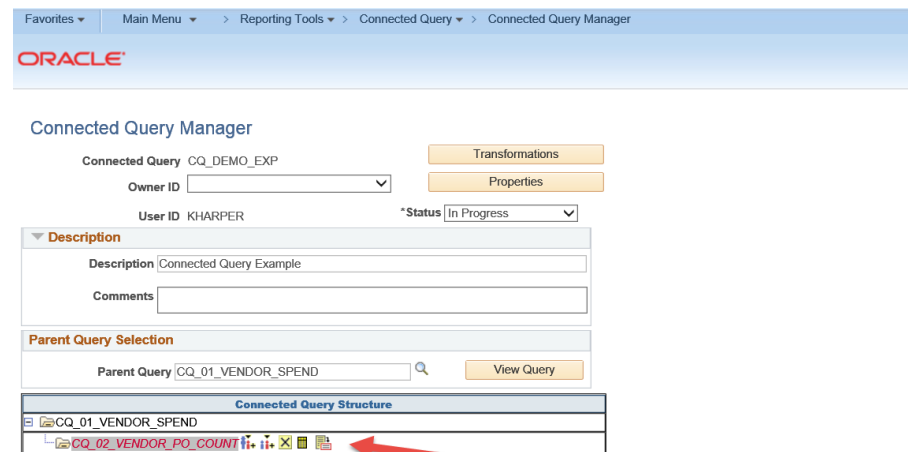 Favorites Main Menu > Reporting Tools > Connected Query > Connected Query Manager
ORACLE
Connected Query Manager
Connected Query CQ_DEMO_EXP Transformations
Owner ID Properties
User ID KHARPER *Status In Progress
Description
Description Connected Query Example
Comments
Parent Query Selection
Parent Query CQ_01_VENDOR_SPEND View Query
Connected Query Structure
CQ_01_VENDOR_SPEND
CQ_02_VENDOR_PO_COUNT